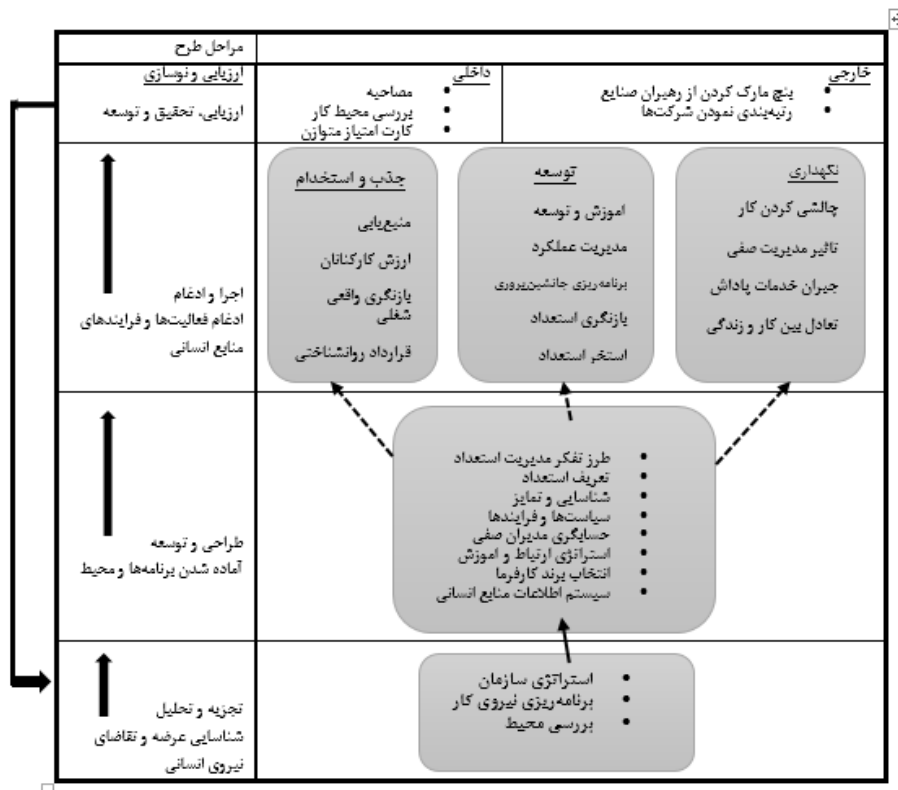 مراحل طرح
ارزیابی و نوسازی
ارزیابی، تحقیق و توسعه
داخلی
• مصاحبه
• بررسی محیط کار
• کارت امتیاز متوازن
خارجی
• پنچ مارک کردن از رهبران صنایع
• رتبه‌بندی نمودن شرکت‌ها
اجرا و ادغام
ادغام فعالیت‌ها و فرایندهای
منابع انسانی
جذب و استخدام
منبع‌یابی
ارزش کارکنانان
بازنگری واقعی
شغلی
قرارداد روانشناختی
توسعه
اموزش و توسعه
مدیریت عملکرد
برنامه‌ریزی جانشین‌پروری
بازنگری استعداد
استخر استعداد
نگهداری
چالشی کردن کار
تاثیر مدیریت صفی
جبران خدمات پاداش
تعادل بین کار و زندگی
طراحی و توسعه
آماده شدن برنامه‌ها و محیط
• طرز تفکر مدیریت استعداد
• تعریف استعداد
• شناسایی و تمایز
• سیاست‌ها و فرایندها
• حسابگری مدیران صفی
• استراتژی ارتباط و اموزش
• انتخاب برند کارفرما
• سیستم اطلاعات منابع انسانی
تجزیه و تحلیل
شناسایی عرضه و تقاضای
نیروی انسانی
• استراتژی سازمان
• برنامه‌ریزی نیروی کار
• بررسی محیط